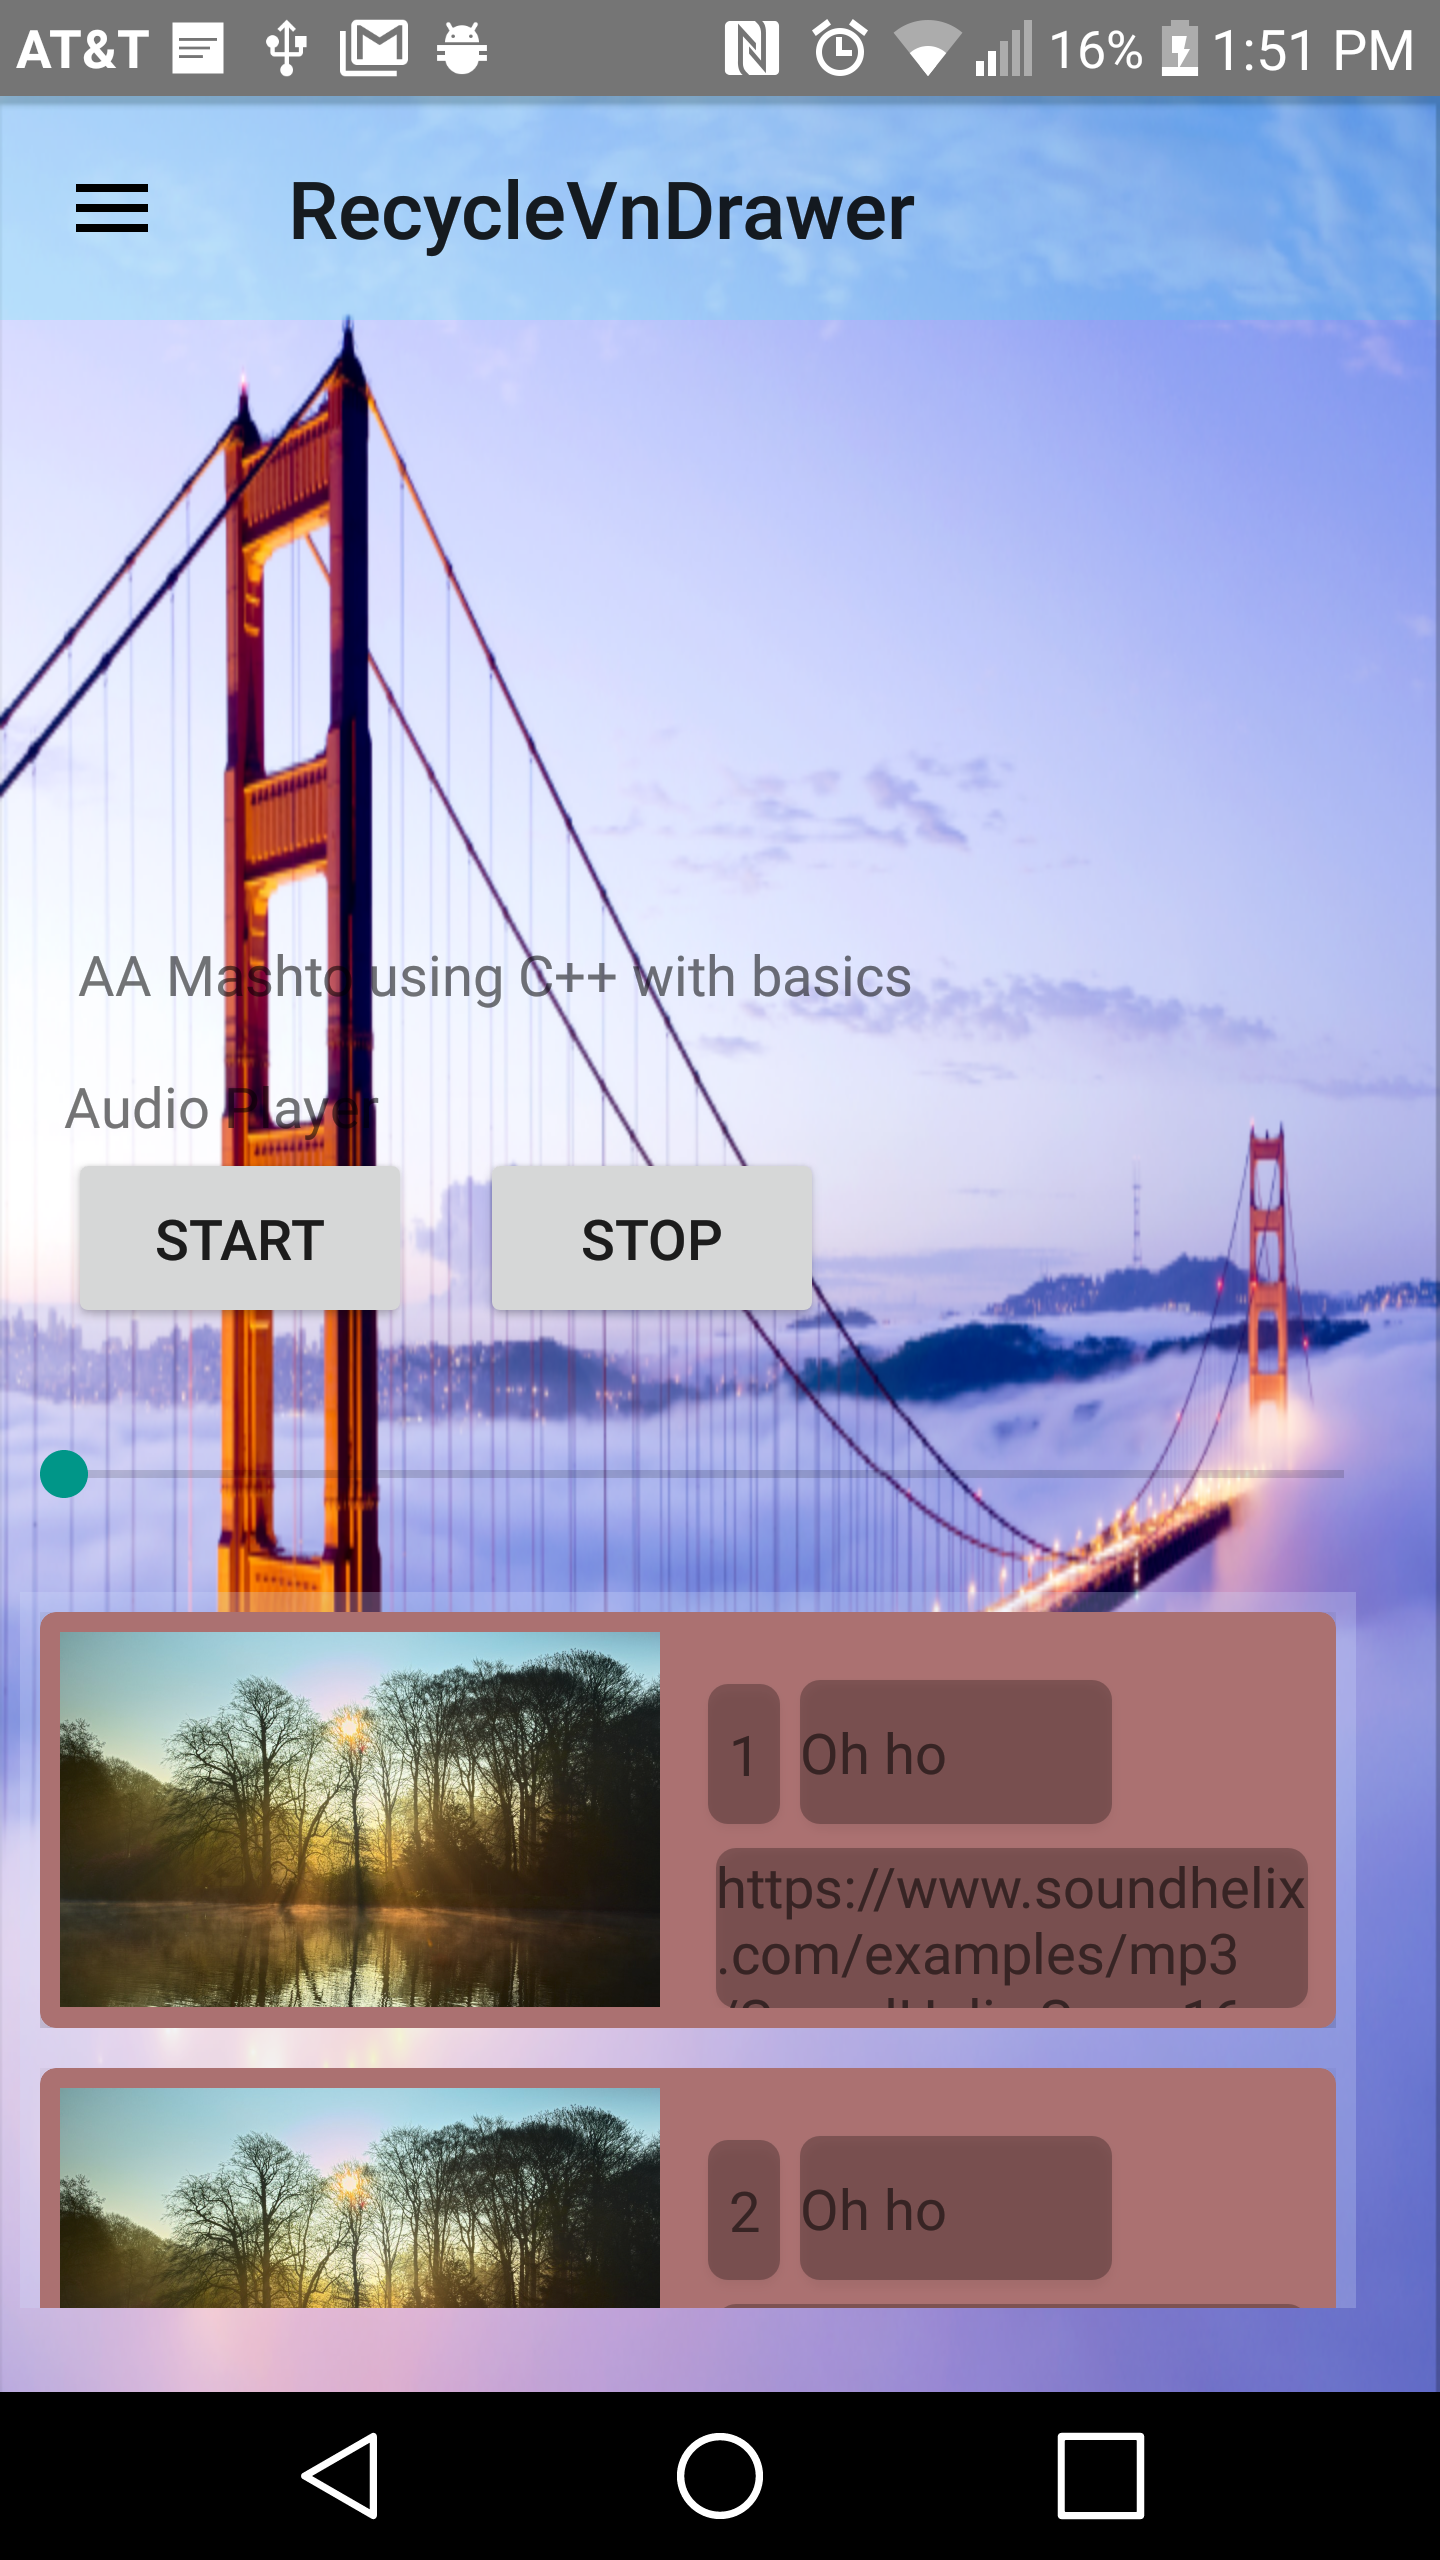 AT&T 16% 1:51 PM
RecycleVnDrawer
AA Mashto using C++ with basics
Audio Player
START STOP
1 Oh ho
https://www.soundhelix
.com/examples/mp3
2 Oh ho